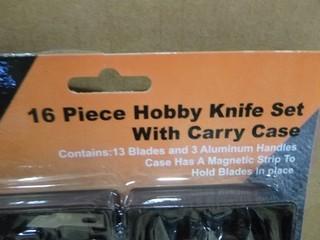 16 Piece Hobby Knife Set
With Carry Case
Contains:13 Blades and 3 Aluminum Handles
Case Has A Magnetic Strip To
Hold Blades in place